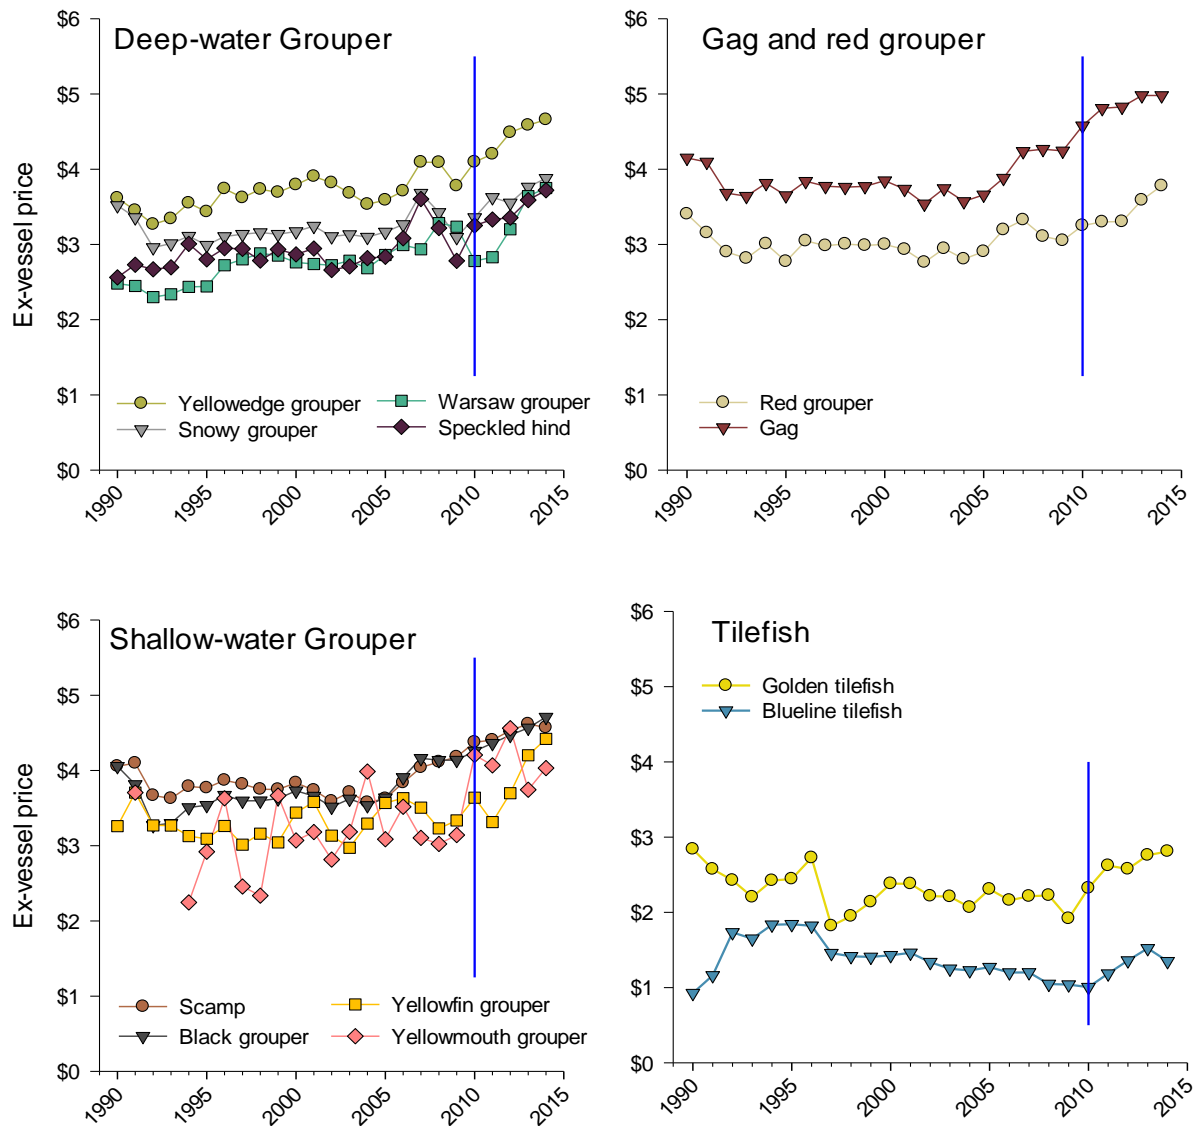 Deep-water Grouper
Ex-vessel price
$6
$5
$4
$3
$2
$1
$0
Yellowedge grouper
Warsaw grouper
Snowy grouper
Speckled hind
1990
1995
2000
2005
2010
2015
Gag and red grouper
$6
$5
$4
$3
$2
$1
$0
Red grouper
Gag
1990
1995
2000
2005
2010
2015
Shallow-water Grouper
Ex-vessel price
$6
$5
$4
$3
$2
$1
$0
Scamp
Yellowfin grouper
Black grouper
Yellowmouth grouper
1990
1995
2000
2005
2010
2015
Tilefish
$6
$5
$4
$3
$2
$1
$0
Golden tilefish
Blueline tilefish
1990
1995
2000
2005
2010
2015